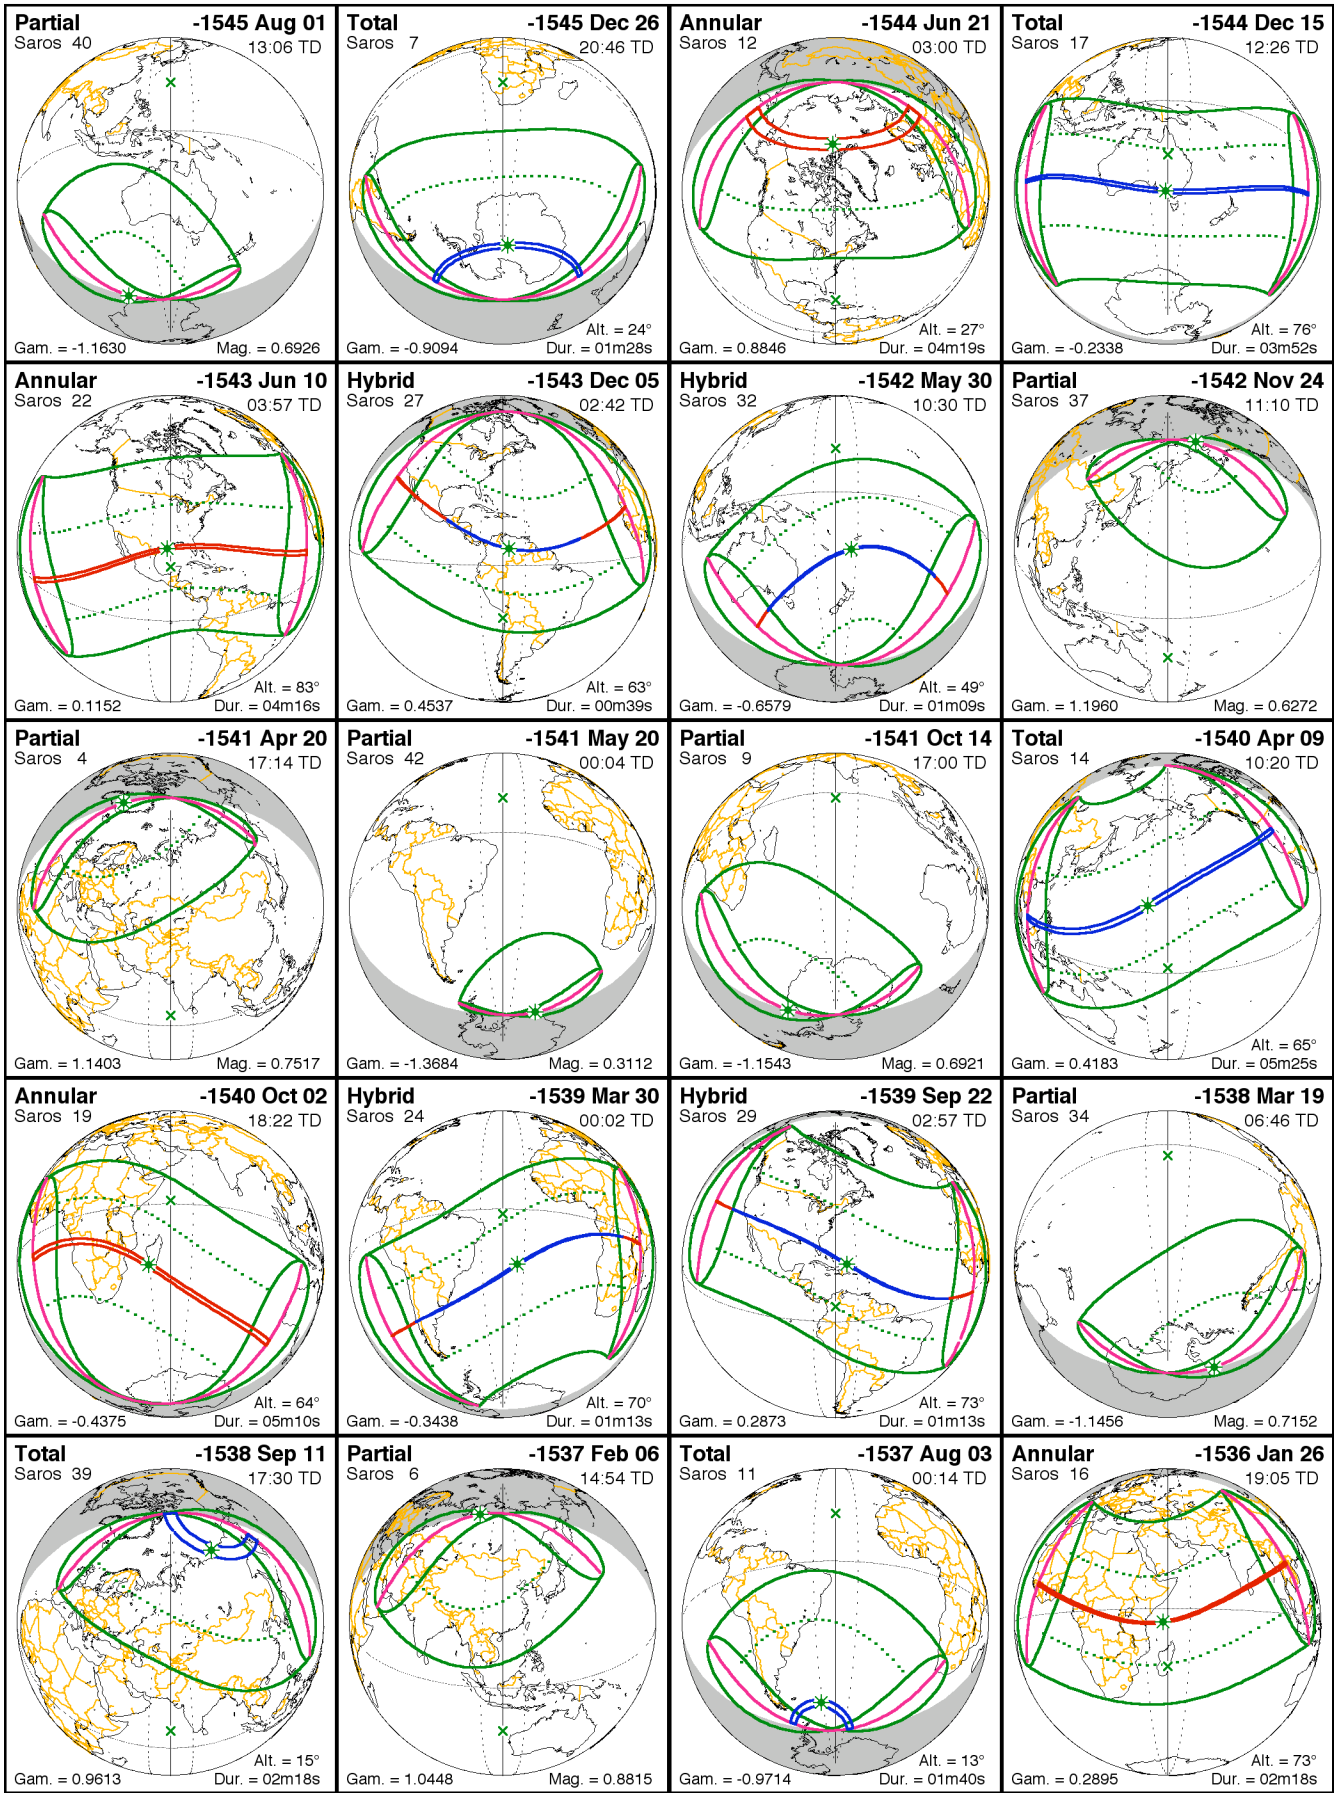 Partial -1545 Aug 01
Saros 40 13:06 TD
Gam. = -1.1630 Mag. = 0.6926
Total -1545 Dec 26
Saros 7 20:46 TD
Alt. = 24°
Gam. = -0.9094 Dur. = 01m28s
Annular -1544 Jun 21
Saros 12 03:00 TD
Alt. = 27°
Gam. = 0.8846 Dur. = 04m19s
Total -1544 Dec 15
Saros 17 12:26 TD
Alt. = 76°
Gam. = -0.2338 Dur. = 03m52s
Annular -1543 Jun 10
Saros 22 03:57 TD
Alt. = 83°
Gam. = 0.1152 Dur. = 04m16s
Hybrid -1543 Dec 05
Saros 27 02:42 TD
Alt. = 63°
Gam. = 0.4537 Dur. = 00m39s
Hybrid -1542 May 30
Saros 32 10:30 TD
Alt. = 49°
Gam. = -0.6579 Dur. = 01m09s
Partial -1542 Nov 24
Saros 37 11:10 TD
Gam. = 1.1960 Mag. = 0.6272
Partial -1541 Apr 20
Saros 4 17:14 TD
Gam. = 1.1403 Mag. = 0.7517
Partial -1541 May 20
Saros 42 00:04 TD
Gam. = -1.3684 Mag. = 0.3112
Partial -1541 Oct 14
Saros 9 17:00 TD
Gam. = -1.1543 Mag. = 0.6921
Total -1540 Apr 09
Saros 14 10:20 TD
Alt. = 65°
Gam. = 0.4183 Dur. = 05m25s
Annular -1540 Oct 02
Saros 19 18:22 TD
Alt. = 64°
Gam. = -0.4375 Dur. = 05m10s
Hybrid -1539 Mar 30
Saros 24 00:02 TD
Alt. = 70°
Gam. = -0.3438 Dur. = 01m13s
Hybrid -1539 Sep 22
Saros 29 02:57 TD
Alt. = 73°
Gam. = 0.2873 Dur. = 01m13s
Partial -1538 Mar 19
Saros 34 06:46 TD
Gam. = -1.1456 Mag. = 0.7152
Total -1538 Sep 11
Saros 39 17:30 TD
Alt. = 15°
Gam. = 0.9613 Dur. = 02m18s
Partial -1537 Feb 06
Saros 6 14:54 TD
Gam. = 1.0448 Mag. = 0.8815
Total -1537 Aug 03
Saros 11 00:14 TD
Alt. = 13°
Gam. = -0.9714 Dur. = 01m40s
Annular -1536 Jan 26
Saros 16 19:05 TD
Alt. = 73°
Gam. = 0.2895 Dur. = 02m18s